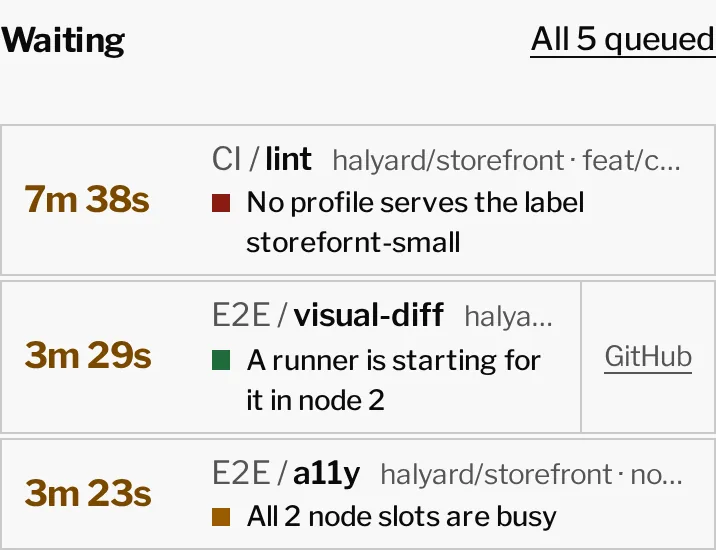 Waiting All 5 queued
CI / lint halyard/storefront · feat/c...
7m 38s
No profile serves the label
storefornt-small
E2E / visual-diff halya...
3m 29s
A runner is starting for
it in node 2
GitHub
E2E / a11y halyard/storefront · no...
3m 23s
All 2 node slots are busy